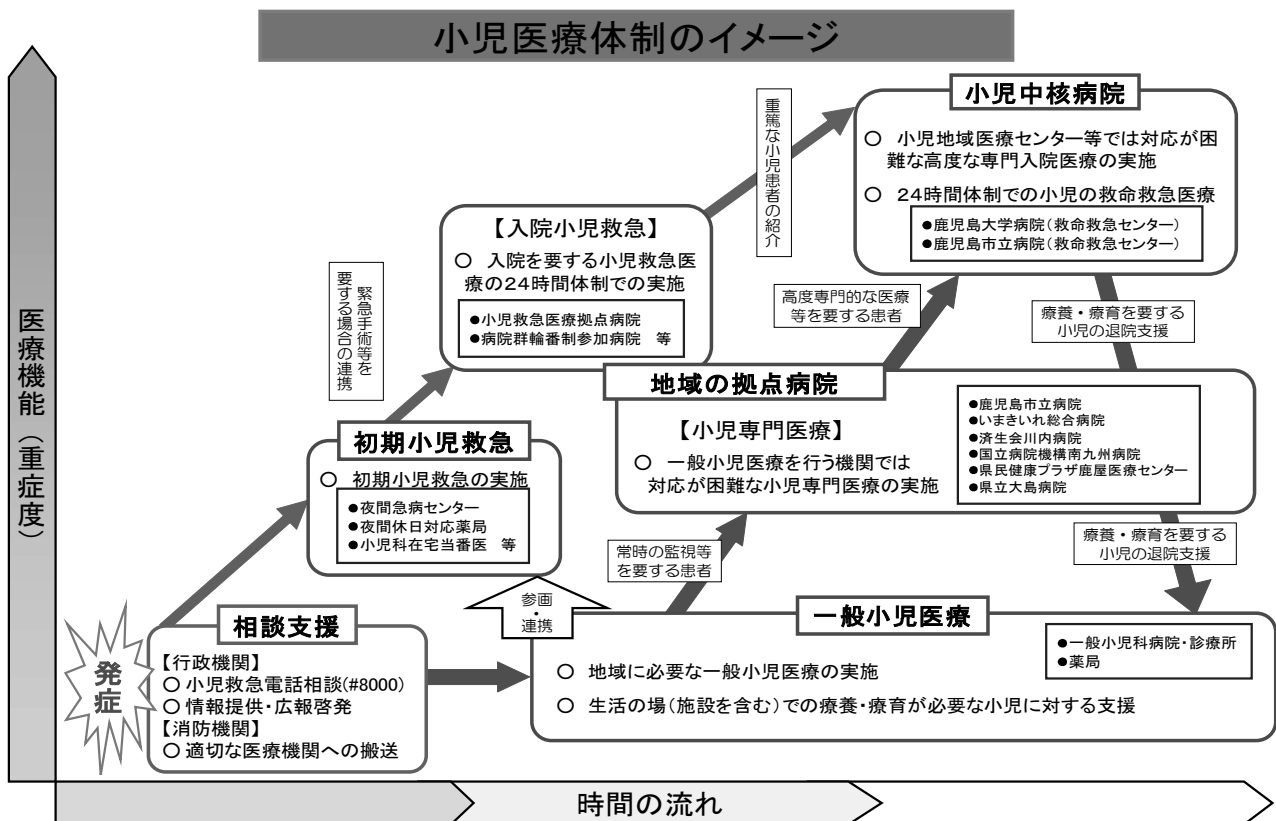 小児医療体制のイメージ
医療機能（重症度）
小児中核病院
○ 小児地域医療センター等では対応が困
難な高度な専門入院医療の実施
○ 24時間体制での小児の救命救急医療
●鹿児島大学病院(救命救急センター)
●鹿児島市立病院(救命救急センター)
重篤な小児患者の紹介
【入院小児救急】
○ 入院を要する小児救急医
療の24時間体制での実施
●小児救急医療拠点病院
●病院群輪番制参加病院 等
緊急手術等を
要する場合の連携
高度専門的な医療
等を要する患者
療養・療育を要する
小児の退院支援
地域の拠点病院
【小児専門医療】
○ 一般小児医療を行う機関では
対応が困難な小児専門医療の実施
●鹿児島市立病院
●いまきいれ総合病院
●済生会川内病院
●国立病院機構南九州病院
●県民健康プラザ鹿屋医療センター
●県立大島病院
初期小児救急
○ 初期小児救急の実施
●夜間急病センター
●夜間休日対応薬局
●小児科在宅当番医 等
常時の監視等
を要する患者
療養・療育を要する
小児の退院支援
参画
・
連携
発症
相談支援
【行政機関】
○ 小児救急電話相談(#8000)
○ 情報提供・広報啓発
【消防機関】
○ 適切な医療機関への搬送
一般小児医療
○ 地域に必要な一般小児医療の実施
○ 生活の場(施設を含む)での療養・療育が必要な小児に対する支援
●一般小児科病院・診療所
●薬局
時間の流れ